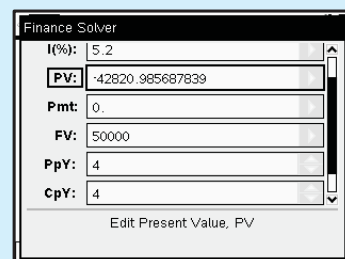 Finance Solver
I(%): 5.2
PV: -42820.985687839
Pmt: 0.
FV: 50000
PpY: 4
CpY: 4
Edit Present Value, PV